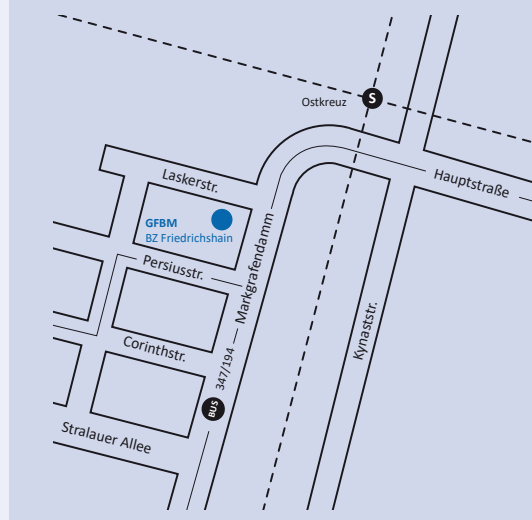 S
Ostkreuz
Hauptstraße
Laskerstr.
GFBM
BZ Friedrichshain
Markgrafendamm
Persiusstr.
Kynaststr.
Corinthstr.
347/194
BUS
Stralauer Allee